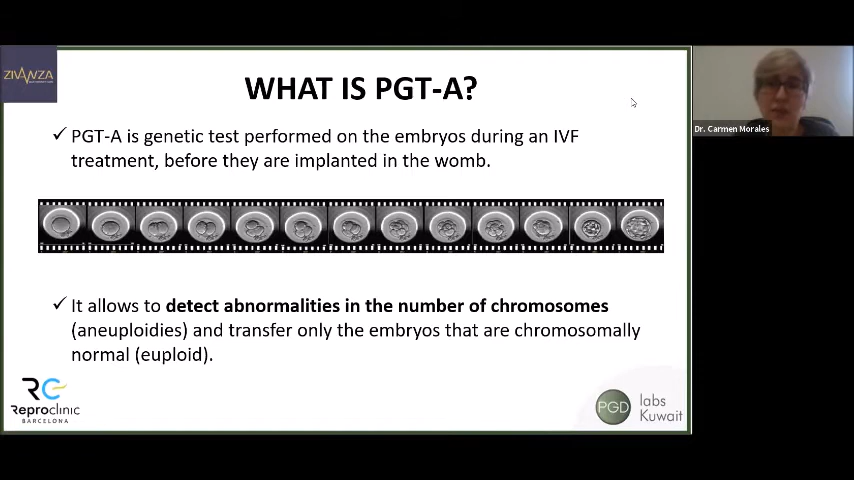 ZIVANZA
WHAT IS PGT-A?
✓ PGT-A is genetic test performed on the embryos during an IVF
treatment, before they are implanted in the womb.
✓ It allows to detect abnormalities in the number of chromosomes
(aneuploidies) and transfer only the embryos that are chromosomally
normal (euploid).
RC
Reproclinic
BARCELONA
PGD labs
Kuwait
Dr. Carmen Morales